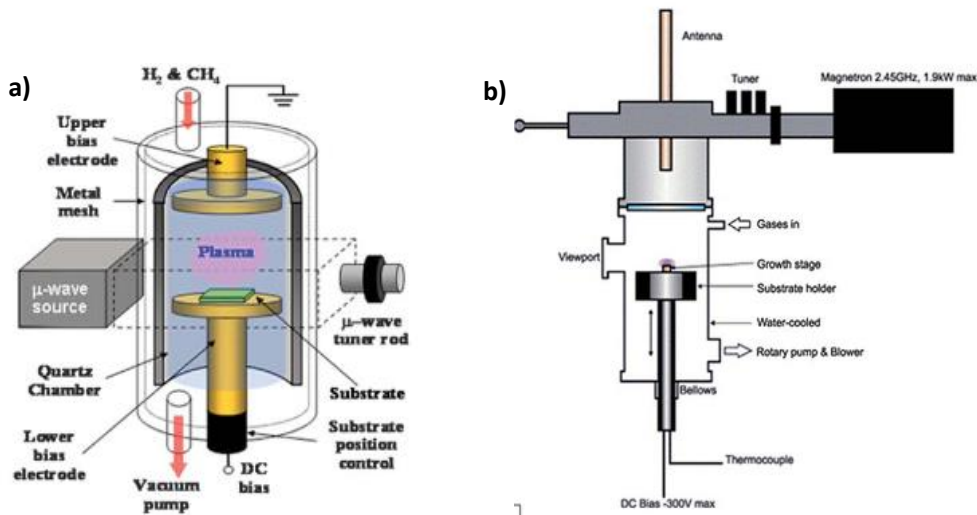 a)
H2 & CH4
Upper
bias
electrode
Metal
mesh
Plasma
μ-wave
source
μ-wave
tuner rod
Quartz
Chamber
Substrate
Lower
bias
electrode
Substrate
position
control
DC
bias
Vacuum
pump
b)
Antenna
Tuner
Magnetron 2.45GHz, 1.9kW max
Gases in
Viewport
Growth stage
Substrate holder
Water-cooled
Rotary pump & Blower
Bellows
Thermocouple
DC Bias -300V max